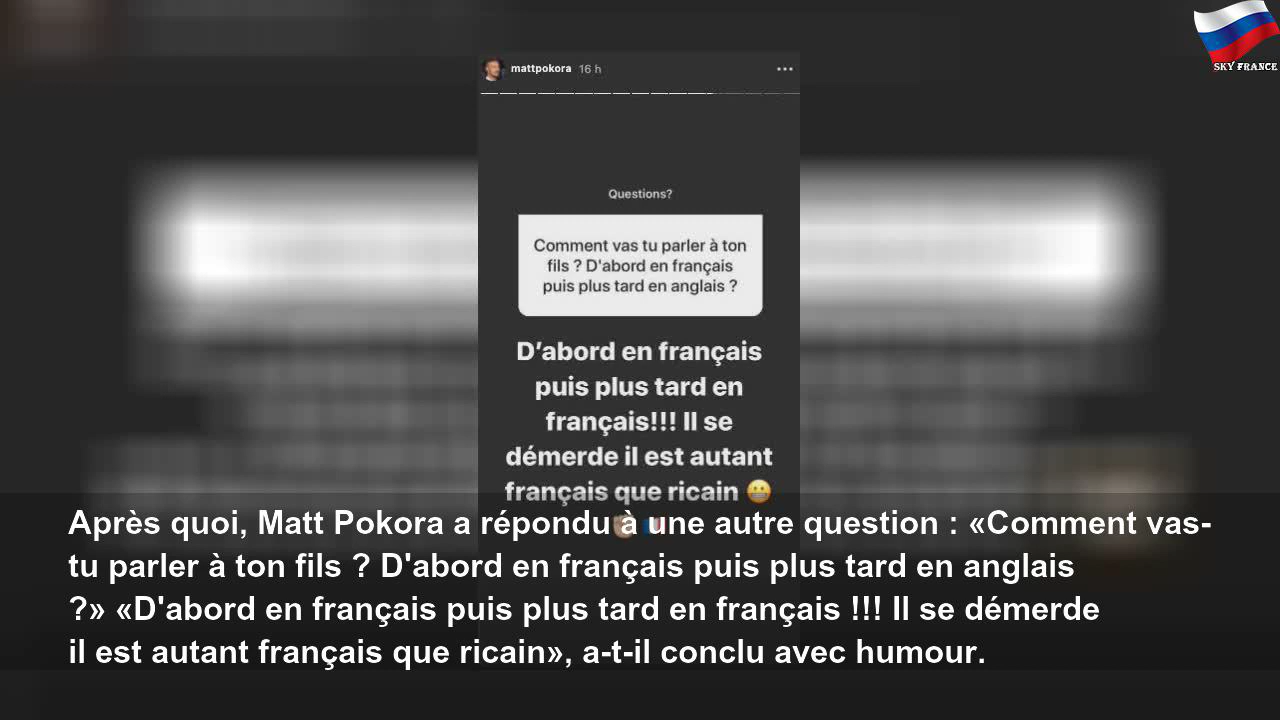 SKY FRANCE
mattpokora 16 h
Questions?
Comment vas tu parler à ton
fils ? D'abord en français
puis plus tard en anglais ?
D’abord en français
puis plus tard en
français!!! Il se
démerde il est autant
français que ricain 😬
Après quoi, Matt Pokora a répondu à une autre question : «Comment vas-
tu parler à ton fils ? D'abord en français puis plus tard en anglais
?» «D'abord en français puis plus tard en français !!! Il se démerde
il est autant français que ricain», a-t-il conclu avec humour.